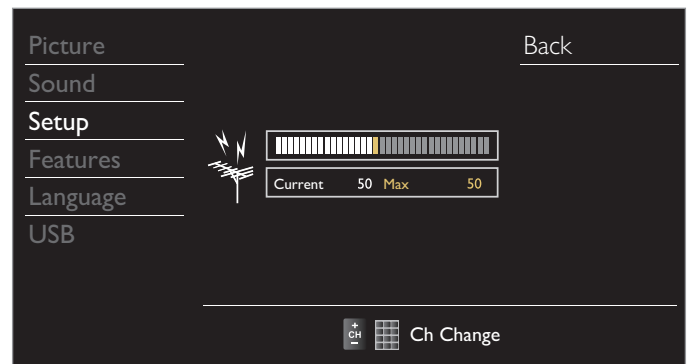 Picture
Back
Sound
Setup
Features
Language
USB
Current 50 Max 50
+
CH
−
Ch Change